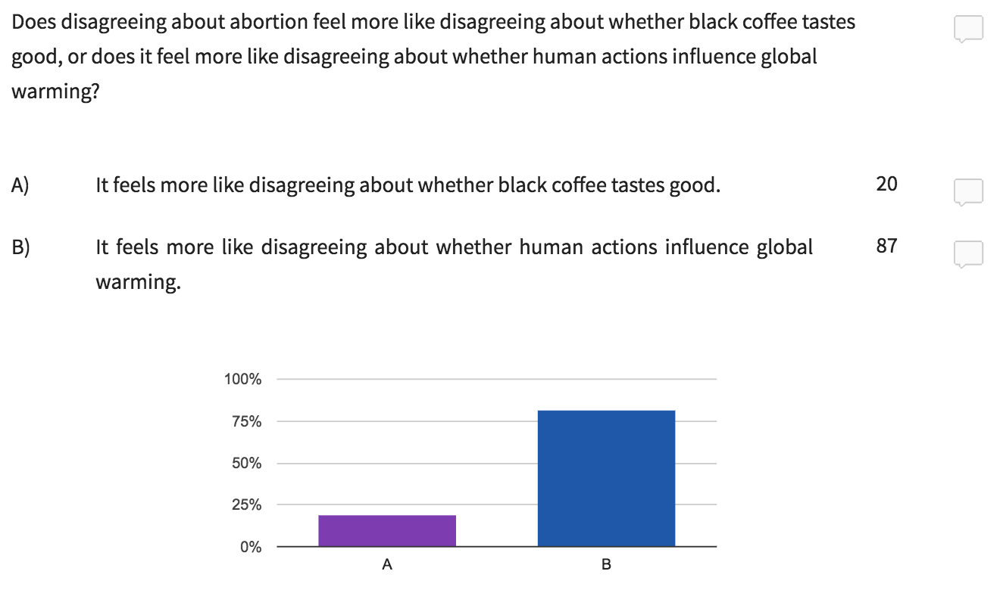 Does disagreeing about abortion feel more like disagreeing about whether black coffee tastes
good, or does it feel more like disagreeing about whether human actions influence global
warming?
A) It feels more like disagreeing about whether black coffee tastes good. 20
B) It feels more like disagreeing about whether human actions influence global 87
warming.
100%
75%
50%
25%
0%
A B